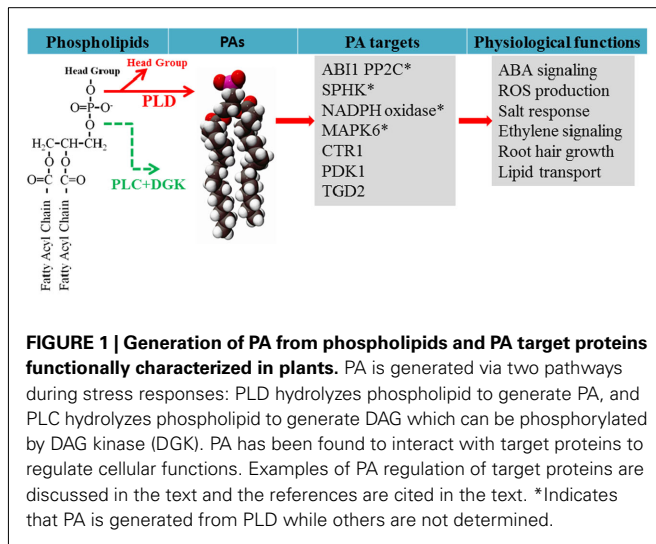 Phospholipids PAs PA targets Physiological functions
Head Group
Head Group
O
O=P-O-
O
PLD
H2C-CH-CH2
O O
O=C C=O
PLC+DGK
Fatty Acyl Chain
Fatty Acyl Chain
ABI1 PP2C*
SPHK*
NADPH oxidase*
MAPK6*
CTR1
PDK1
TGD2
ABA signaling
ROS production
Salt response
Ethylene signaling
Root hair growth
Lipid transport
FIGURE 1 | Generation of PA from phospholipids and PA target proteins
functionally characterized in plants. PA is generated via two pathways
during stress responses: PLD hydrolyzes phospholipid to generate PA, and
PLC hydrolyzes phospholipid to generate DAG which can be phosphorylated
by DAG kinase (DGK). PA has been found to interact with target proteins to
regulate cellular functions. Examples of PA regulation of target proteins are
discussed in the text and the references are cited in the text. *Indicates
that PA is generated from PLD while others are not determined.